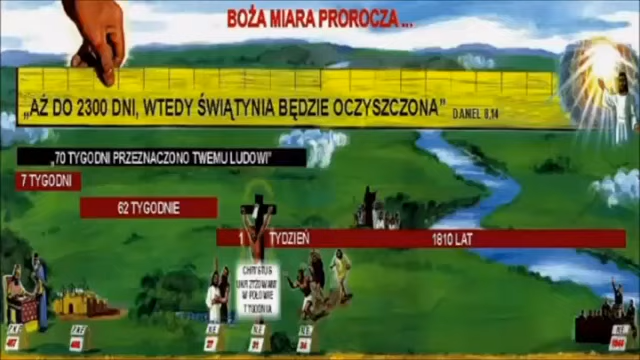 BOŻA MIARA PROROCZA ...
„AŻ DO 2300 DNI, WTEDY ŚWIĄTYNIA BĘDZIE OCZYSZCZONA” DANIEL 8,14
„70 TYGODNI PRZEZNACZONO TWEMU LUDOWI”
7 TYGODNI
62 TYGODNIE
1 TYDZIEŃ
1810 LAT
CHRYSTUS
UKRZYŻOWANY
W POŁOWIE
TYGODNIA